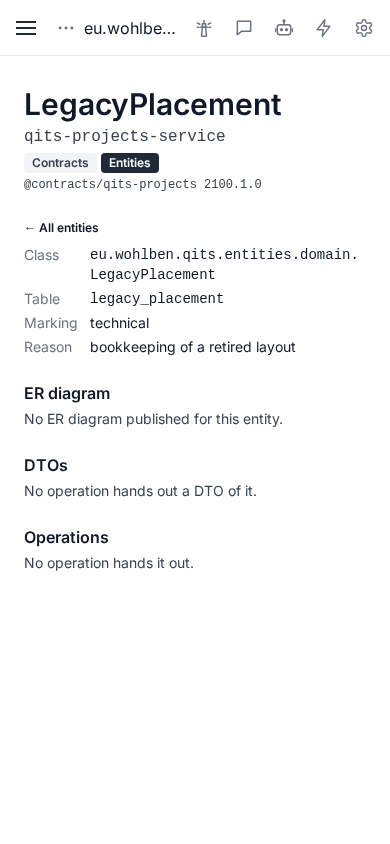 eu.wohlbe...
LegacyPlacement
qits-projects-service
Contracts Entities
@contracts/qits-projects 2100.1.0
← All entities
Class eu.wohlben.qits.entities.domain.
LegacyPlacement
Table legacy_placement
Marking technical
Reason bookkeeping of a retired layout
ER diagram
No ER diagram published for this entity.
DTOs
No operation hands out a DTO of it.
Operations
No operation hands it out.